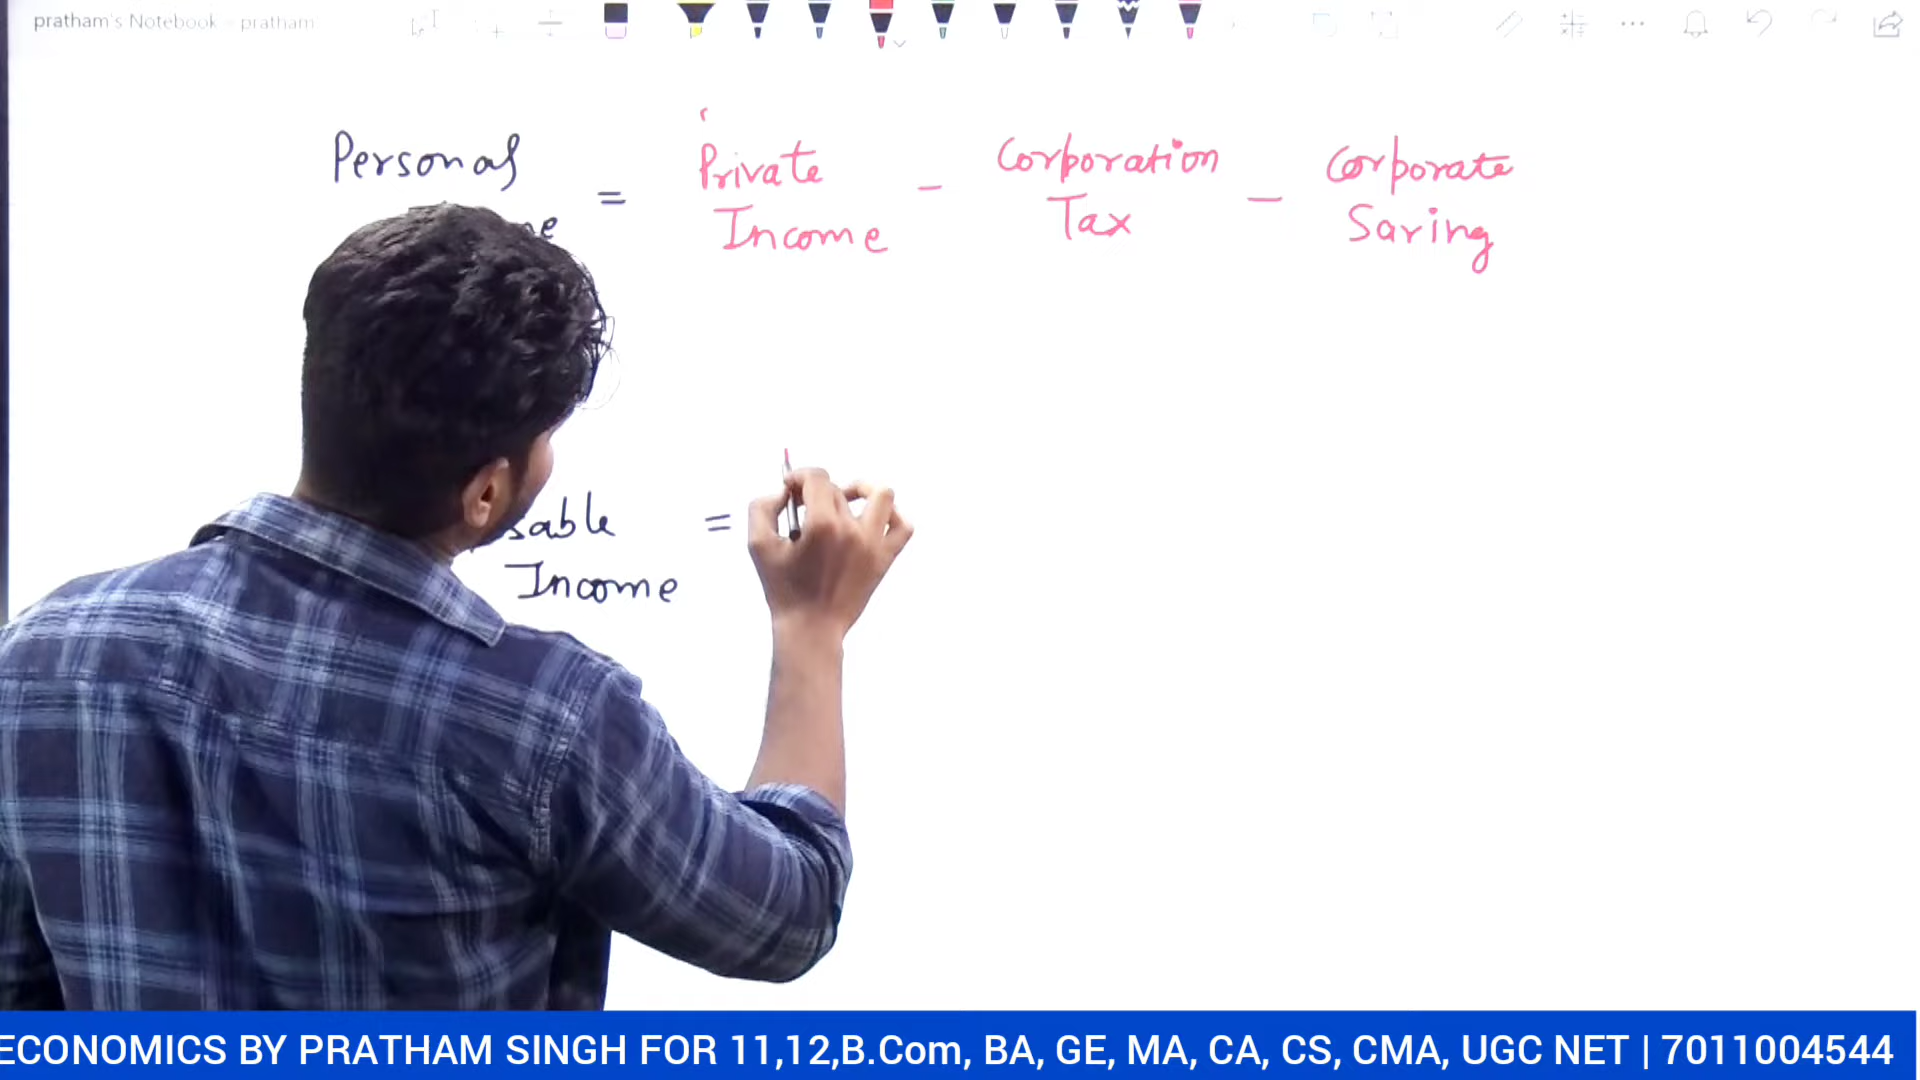 pratham's Notebook - pratham
Personal = Private Corporation - Corporate
Income - Tax Saving
=
Income
ECONOMICS BY PRATHAM SINGH FOR 11,12,B.Com, BA, GE, MA, CA, CS, CMA, UGC NET | 7011004544